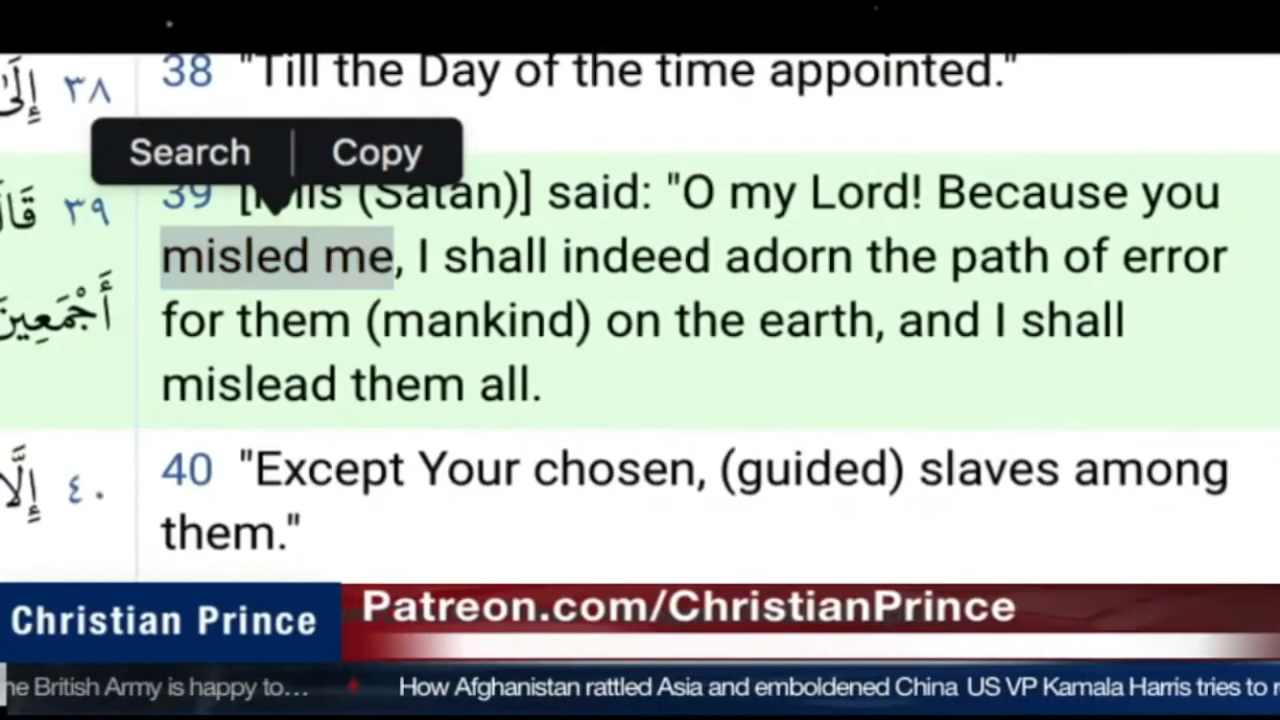 إِلَىٰ ٣٨ 38 "Till the Day of the time appointed."
Search Copy
٣٩ 39 (Satan)] said: "O my Lord! Because you
misled me, I shall indeed adorn the path of error
أَجْمَعِينَ for them (mankind) on the earth, and I shall
mislead them all.
إِلَّا ٤٠ 40 "Except Your chosen, (guided) slaves among
them."
Christian Prince Patreon.com/ChristianPrince
British Army is happy to... How Afghanistan rattled Asia and emboldened China US VP Kamala Harris tries to